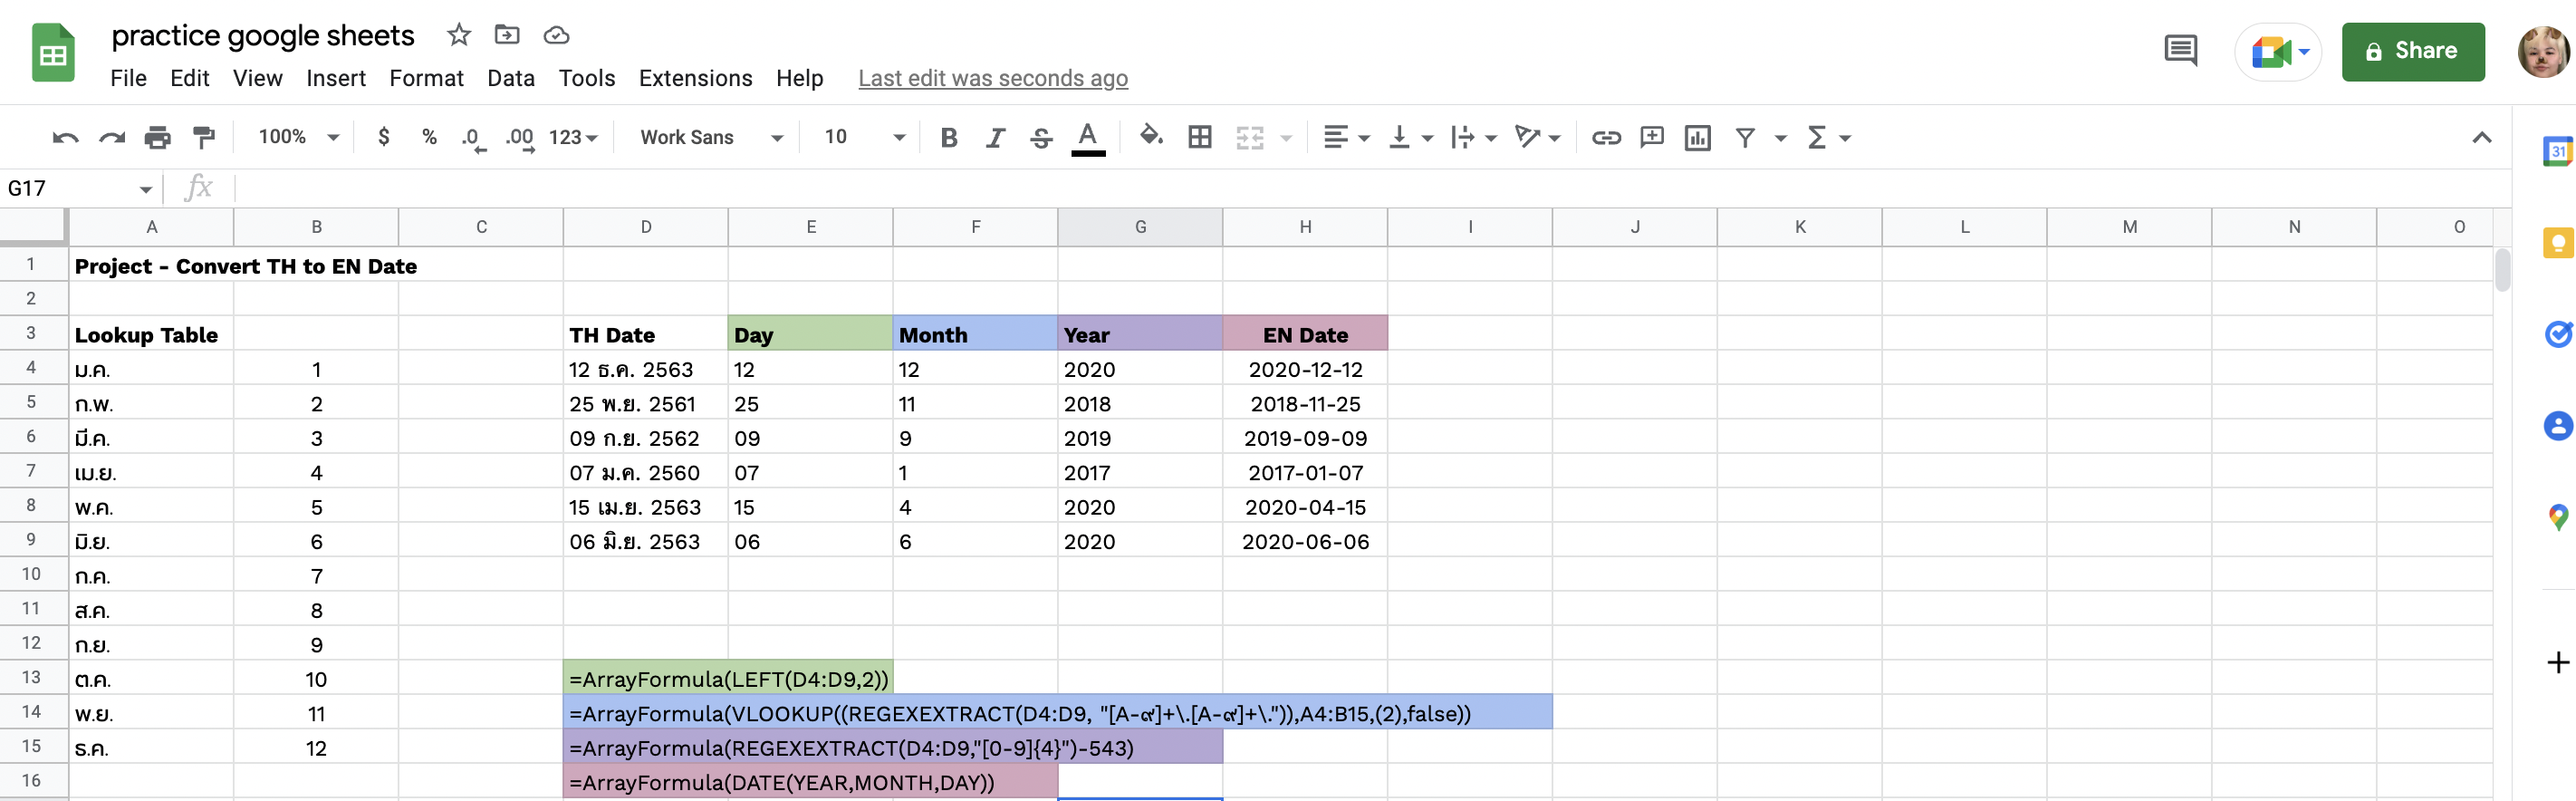 practice google sheets
File Edit View Insert Format Data Tools Extensions Help Last edit was seconds ago
Share
100% $ % .0 .00 123 Work Sans 10 B I S A Σ
31
G17 fx
A B C D E F G H I J K L M N O
1 Project - Convert TH to EN Date
2
3 Lookup Table TH Date Day Month Year EN Date
4 ม.ค. 1 12 ธ.ค. 2563 12 12 2020 2020-12-12
5 ก.พ. 2 25 พ.ย. 2561 25 11 2018 2018-11-25
6 มี.ค. 3 09 ก.ย. 2562 09 9 2019 2019-09-09
7 เม.ย. 4 07 ม.ค. 2560 07 1 2017 2017-01-07
8 พ.ค. 5 15 เม.ย. 2563 15 4 2020 2020-04-15
9 มิ.ย. 6 06 มิ.ย. 2563 06 6 2020 2020-06-06
10 ก.ค. 7
11 ส.ค. 8
12 ก.ย. 9
13 ต.ค. 10 =ArrayFormula(LEFT(D4:D9,2))
14 พ.ย. 11 =ArrayFormula(VLOOKUP((REGEXEXTRACT(D4:D9, "[ก-๙]+\.[ก-๙]+\.")),A4:B15,(2),false))
15 ธ.ค. 12 =ArrayFormula(REGEXEXTRACT(D4:D9,"[0-9]{4}")-543)
16 =ArrayFormula(DATE(YEAR,MONTH,DAY))